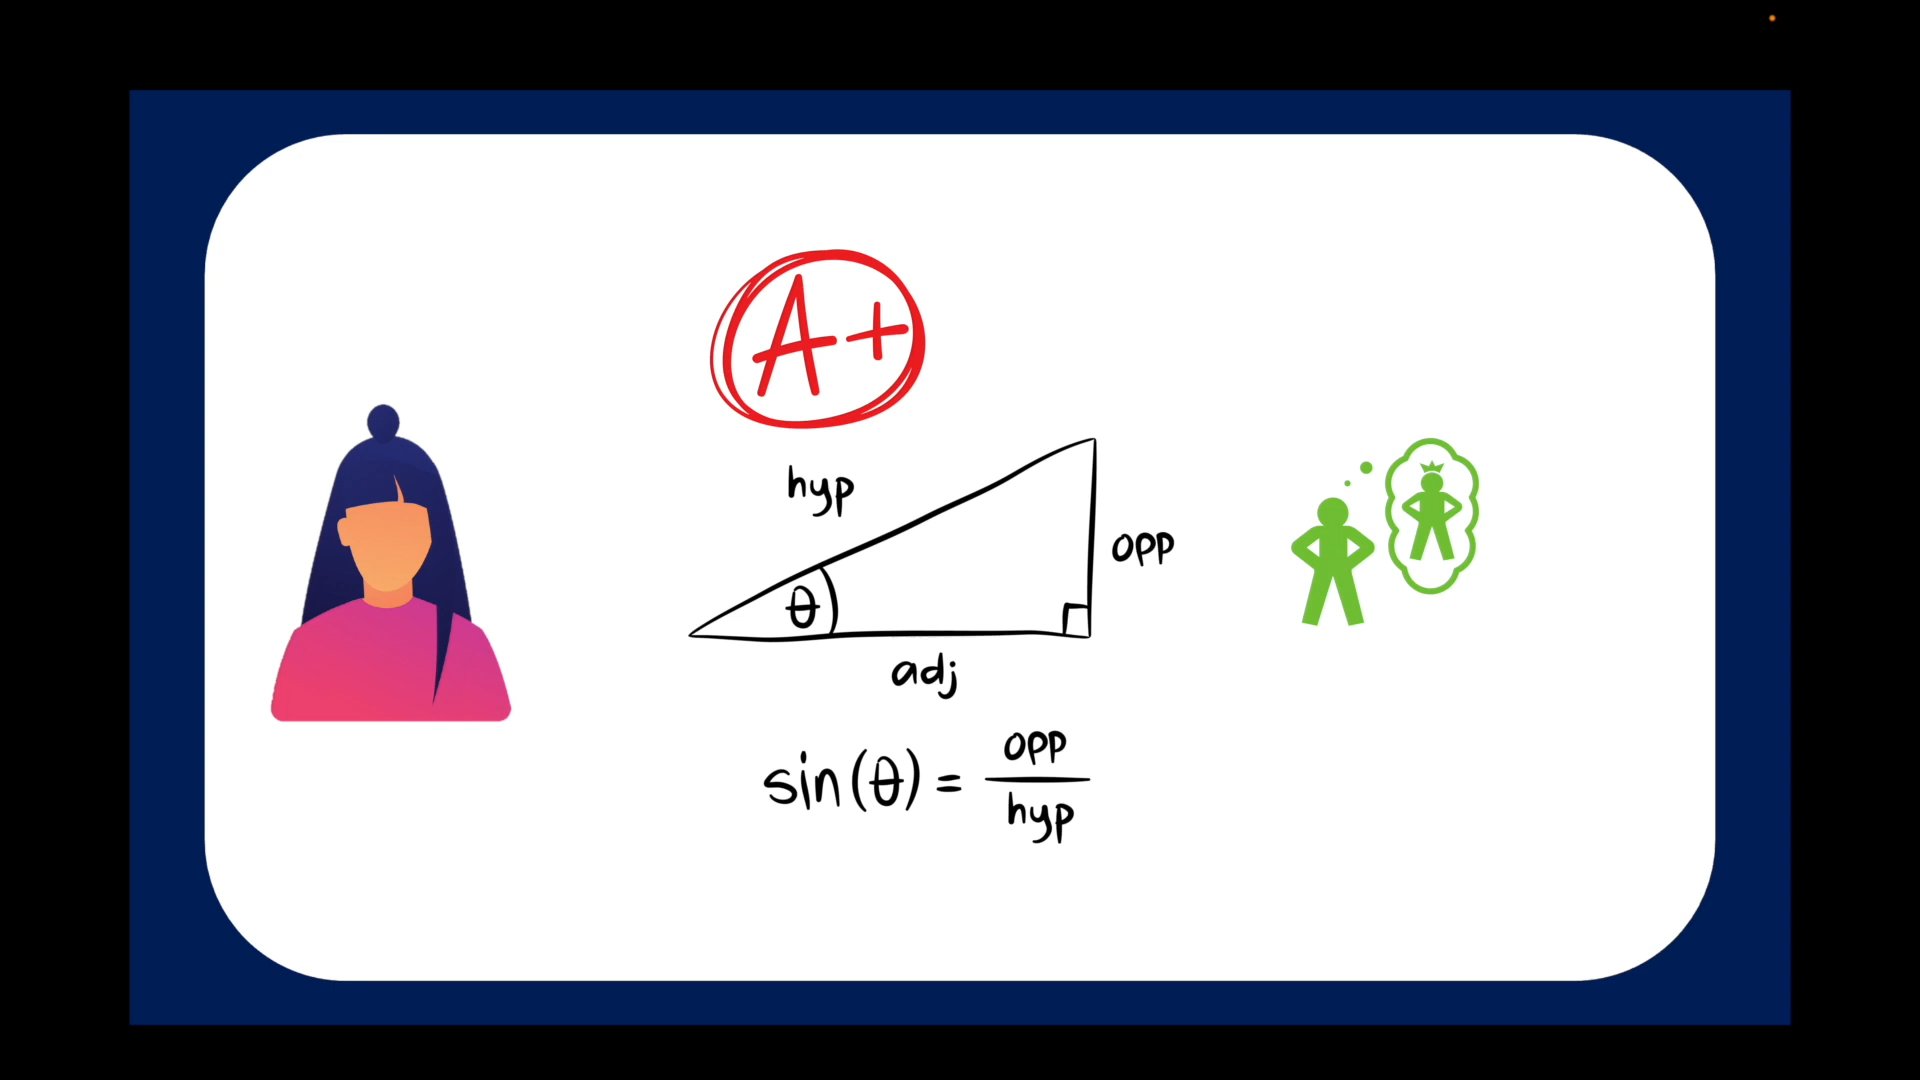 A+
hyp
opp
θ
adj
sin(θ) = opp/hyp